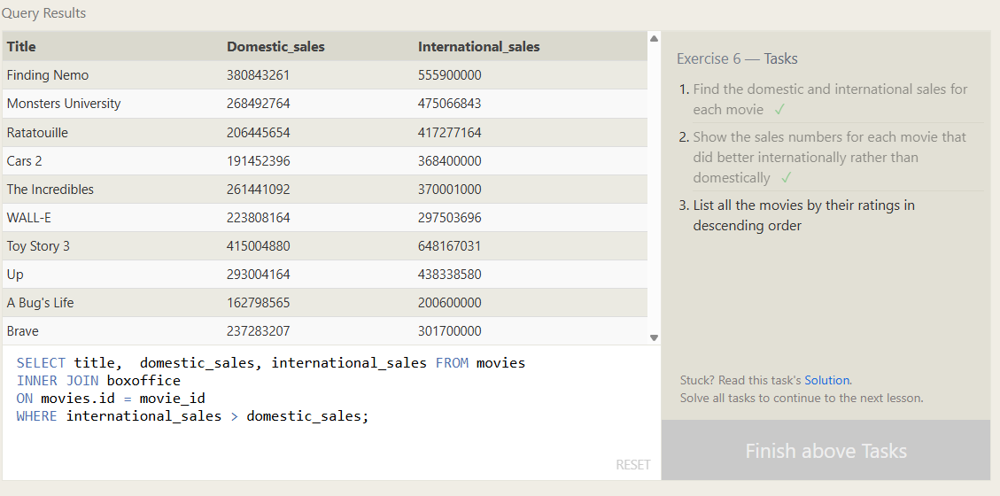 Query Results
Title Domestic_sales International_sales
Finding Nemo 380843261 555900000
Monsters University 268492764 475066843
Ratatouille 206445654 417277164
Cars 2 191452396 368400000
The Incredibles 261441092 370001000
WALL-E 223808164 297503696
Toy Story 3 415004880 648167031
Up 293004164 438338580
A Bug's Life 162798565 200600000
Brave 237283207 301700000
SELECT title,  domestic_sales, international_sales FROM movies
INNER JOIN boxoffice
ON movies.id = movie_id
WHERE international_sales > domestic_sales;
RESET
Exercise 6 — Tasks
1. Find the domestic and international sales for
each movie ✓
2. Show the sales numbers for each movie that
did better internationally rather than
domestically ✓
3. List all the movies by their ratings in
descending order
Stuck? Read this task's Solution.
Solve all tasks to continue to the next lesson.
Finish above Tasks